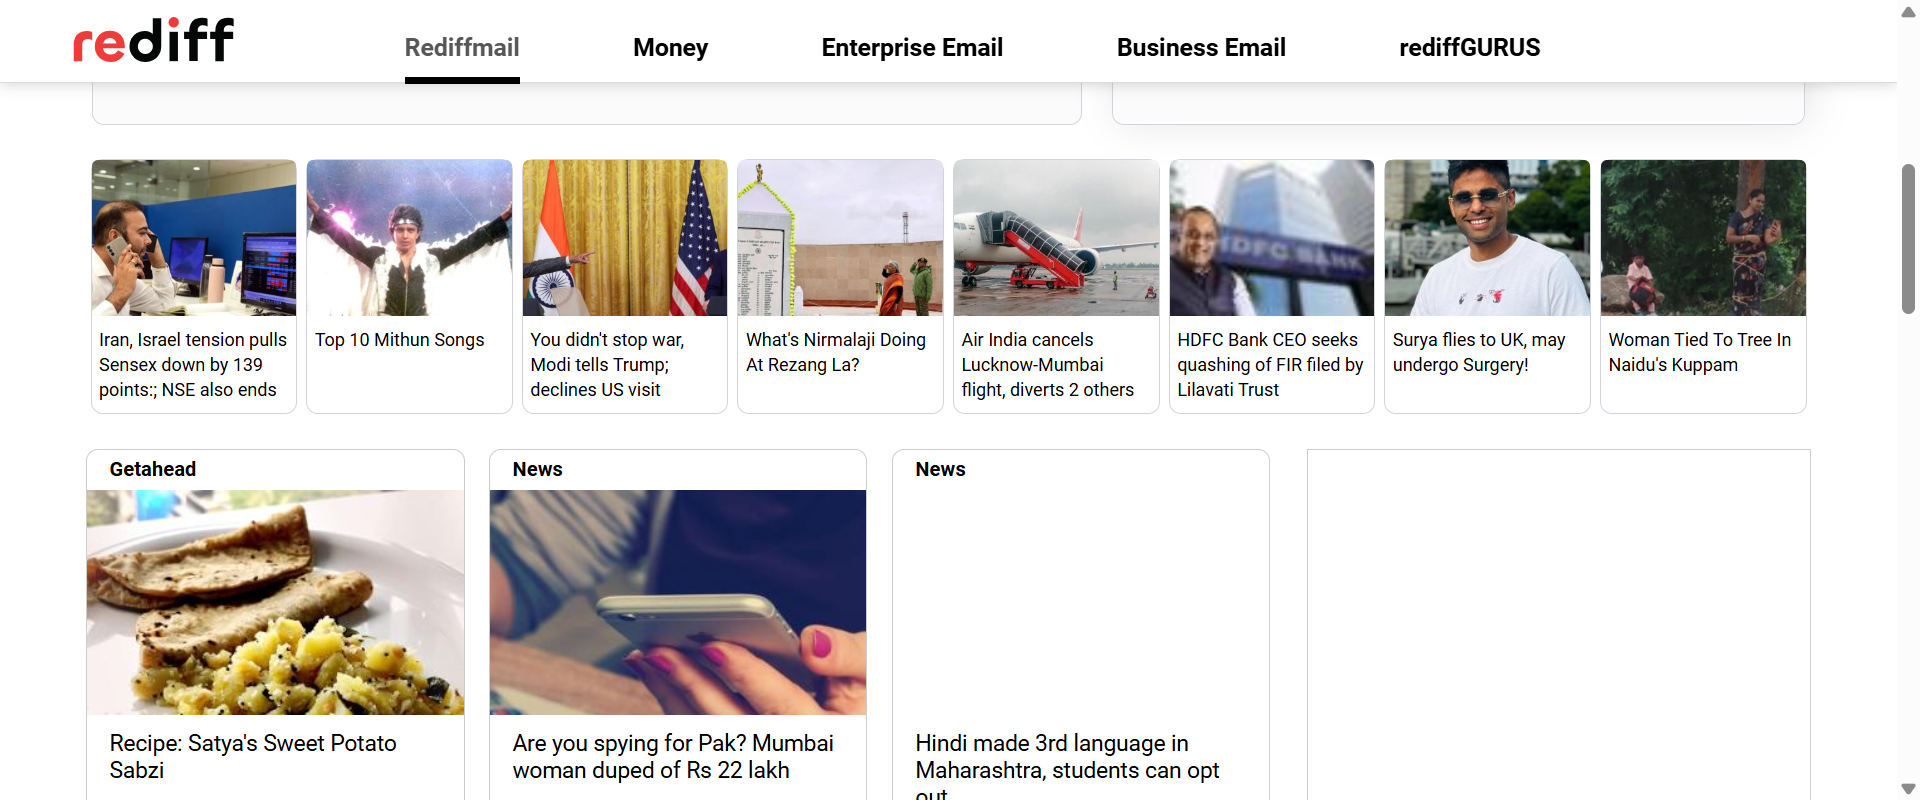 rediff
Rediffmail
Money
Enterprise Email
Business Email
rediffGURUS
Iran, Israel tension pulls
Sensex down by 139
points:; NSE also ends
Top 10 Mithun Songs
You didn't stop war,
Modi tells Trump;
declines US visit
What's Nirmalaji Doing
At Rezang La?
Air India cancels
Lucknow-Mumbai
flight, diverts 2 others
HDFC BANK
HDFC Bank CEO seeks
quashing of FIR filed by
Lilavati Trust
Surya flies to UK, may
undergo Surgery!
Woman Tied To Tree In
Naidu's Kuppam
Getahead
Recipe: Satya's Sweet Potato
Sabzi
News
Are you spying for Pak? Mumbai
woman duped of Rs 22 lakh
News
Hindi made 3rd language in
Maharashtra, students can opt
out